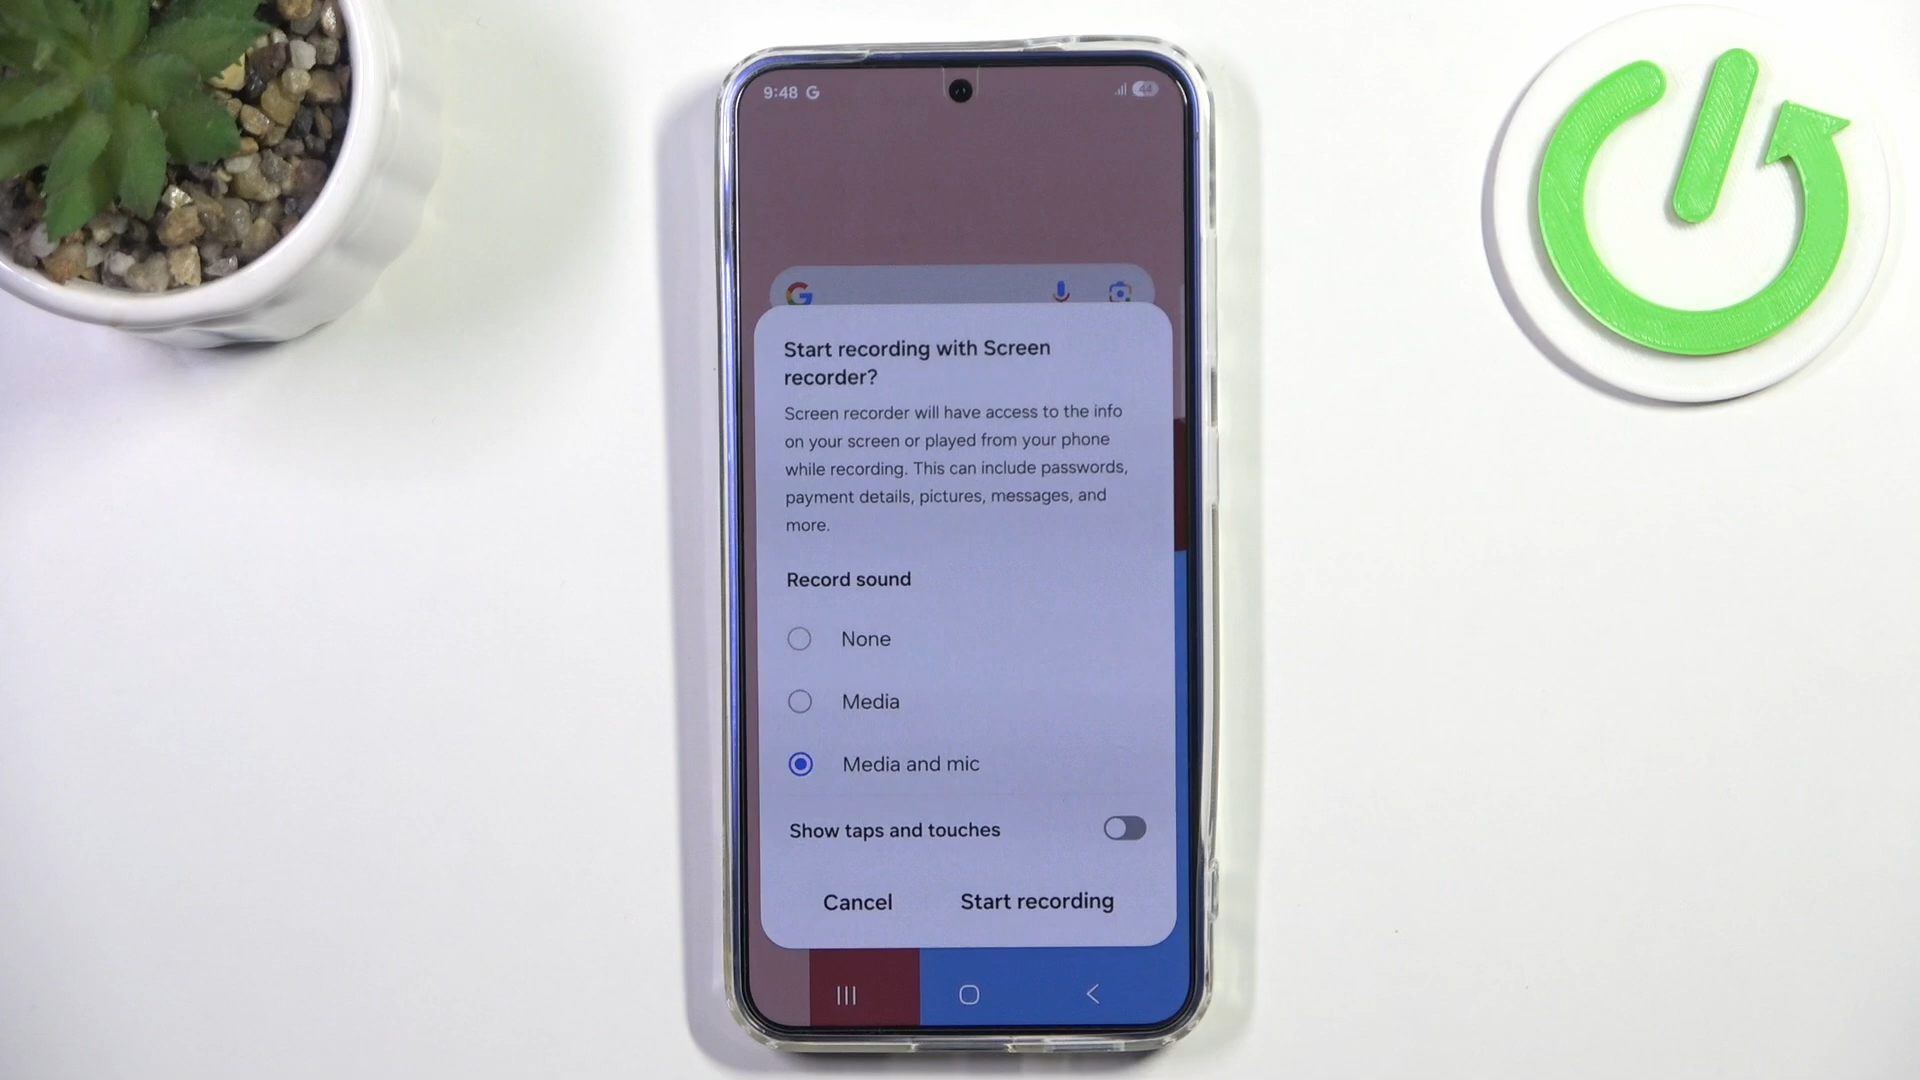 9:48 G
44
G
Start recording with Screen
recorder?
Screen recorder will have access to the info
on your screen or played from your phone
while recording. This can include passwords,
payment details, pictures, messages, and
more.
Record sound
None
Media
Media and mic
Show taps and touches
Cancel
Start recording